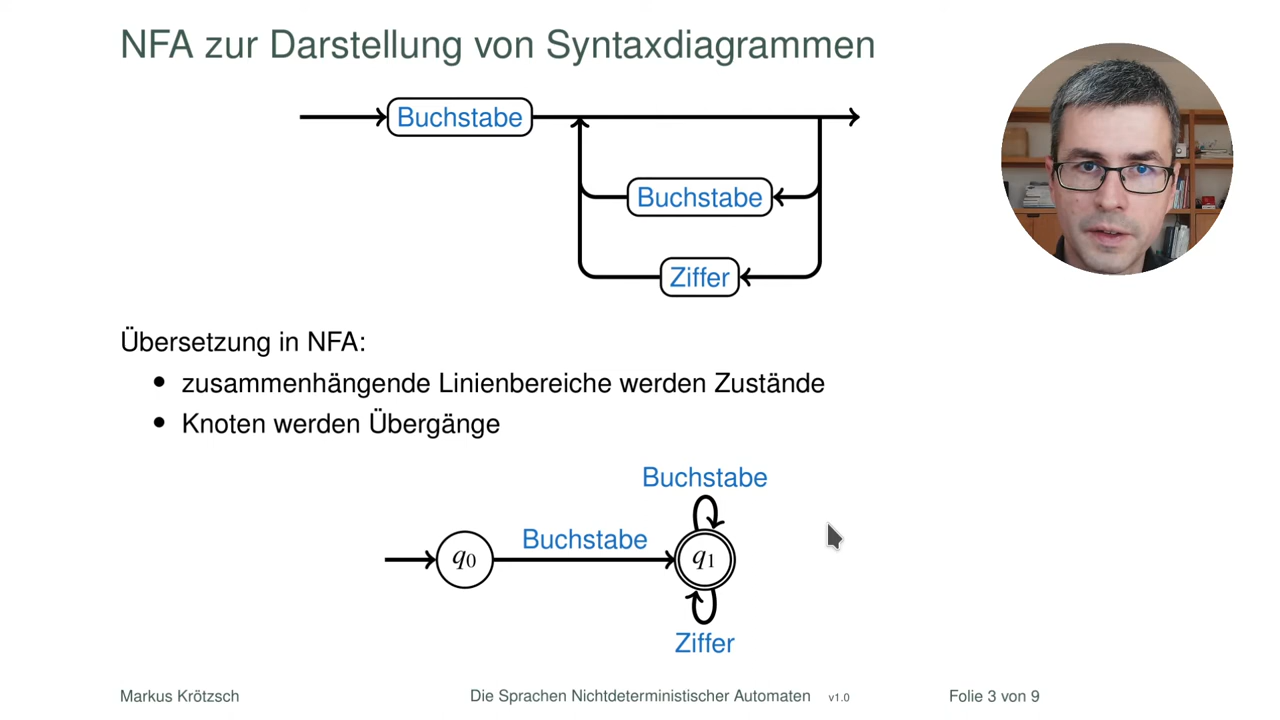 NFA zur Darstellung von Syntaxdiagrammen
Buchstabe
Buchstabe
Ziffer
Übersetzung in NFA:
• zusammenhängende Linienbereiche werden Zustände
• Knoten werden Übergänge
Buchstabe
Buchstabe
q₀
q₁
Ziffer
Markus Krötzsch
Die Sprachen Nichtdeterministischer Automaten v1.0
Folie 3 von 9